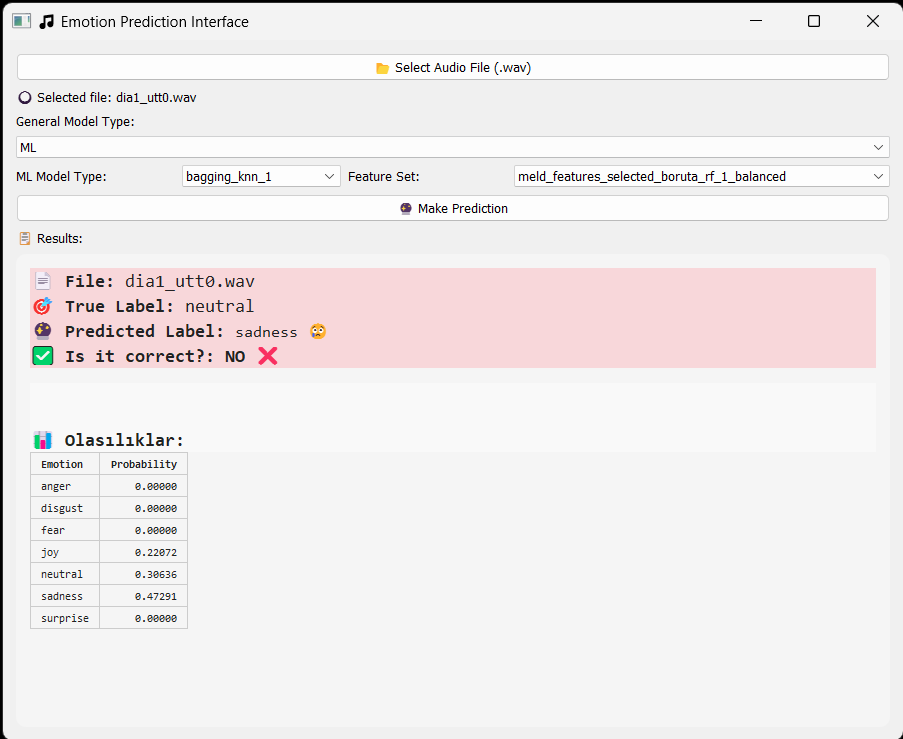 Emotion Prediction Interface
Select Audio File (.wav)
Selected file: dia1_utt0.wav
General Model Type:
ML
ML Model Type: bagging_knn_1 Feature Set: meld_features_selected_boruta_rf_1_balanced
Make Prediction
Results:
File: dia1_utt0.wav
True Label: neutral
Predicted Label: sadness
Is it correct?: NO
Olasılıklar:
Emotion Probability
anger 0.00000
disgust 0.00000
fear 0.00000
joy 0.22072
neutral 0.30636
sadness 0.47291
surprise 0.00000